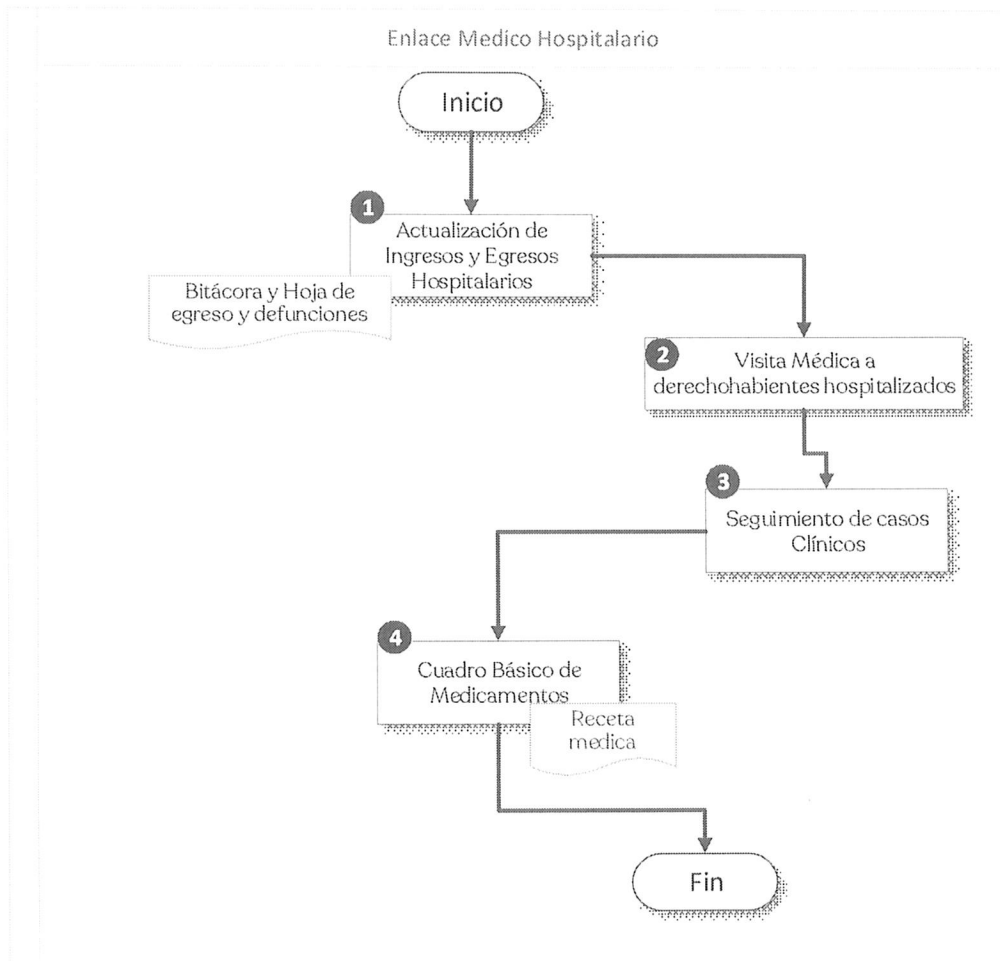 Enlace Medico Hospitalario
Inicio
1
Actualización de
Ingresos y Egresos
Hospitalarios
Bitácora y Hoja de
egreso y defunciones
2
Visita Médica a
derechohabientes hospitalizados
3
Seguimiento de casos
Clínicos
4
Cuadro Básico de
Medicamentos
Receta
medica
Fin